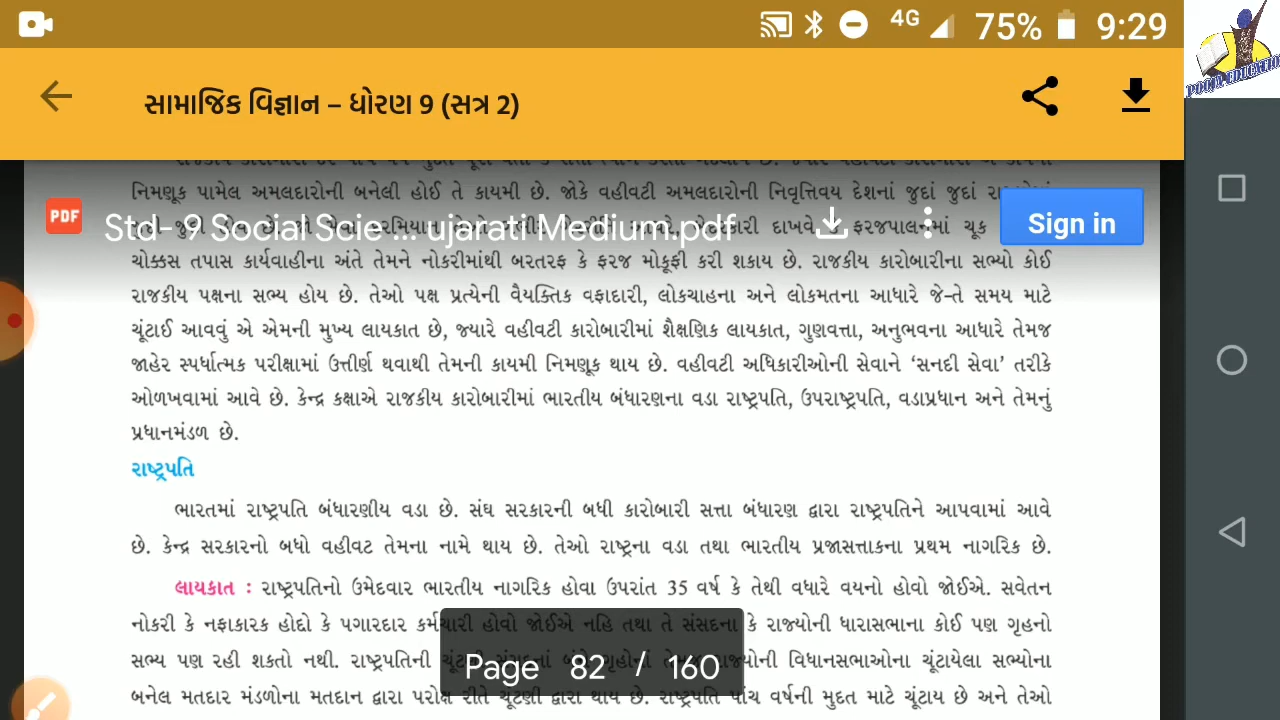 4G 75% 9:29
સામાજિક વિજ્ઞાન – ધોરણ 9 (સત્ર 2)
નિમણૂક પામેલ અમલદારોની બનેલી હોઈ તે કાયમી છે. જોકે વહીવટી અમલદારોની નિવૃત્તિવય દેશનાં જુદાં જુદાં
PDF Std- 9 Social Scie ... ujarati Medium.pdf
Sign in
દાખવે કે ફરજપાલનમાં ચૂક
ચોક્કસ તપાસ કાર્યવાહીના અંતે તેમને નોકરીમાંથી બરતરફ કે ફરજ મોકૂફી કરી શકાય છે. રાજકીય કારોબારીના સભ્યો કોઈ
રાજકીય પક્ષના સભ્ય હોય છે. તેઓ પક્ષ પ્રત્યેની વૈયક્તિક વફાદારી, લોકચાહના અને લોકમતના આધારે જે-તે સમય માટે
ચૂંટાઈ આવવું એ એમની મુખ્ય લાયકાત છે, જ્યારે વહીવટી કારોબારીમાં શૈક્ષણિક લાયકાત, ગુણવત્તા, અનુભવના આધારે તેમજ
જાહેર સ્પર્ધાત્મક પરીક્ષામાં ઉત્તીર્ણ થવાથી તેમની કાયમી નિમણૂક થાય છે. વહીવટી અધિકારીઓની સેવાને ‘સનદી સેવા’ તરીકે
ઓળખવામાં આવે છે. કેન્દ્ર કક્ષાએ રાજકીય કારોબારીમાં ભારતીય બંધારણના વડા રાષ્ટ્રપતિ, ઉપરાષ્ટ્રપતિ, વડાપ્રધાન અને તેમનું
પ્રધાનમંડળ છે.
રાષ્ટ્રપતિ
ભારતમાં રાષ્ટ્રપતિ બંધારણીય વડા છે. સંઘ સરકારની બધી કારોબારી સત્તા બંધારણ દ્વારા રાષ્ટ્રપતિને આપવામાં આવે
છે. કેન્દ્ર સરકારનો બધો વહીવટ તેમના નામે થાય છે. તેઓ રાષ્ટ્રના વડા તથા ભારતીય પ્રજાસત્તાકના પ્રથમ નાગરિક છે.
લાયકાત : રાષ્ટ્રપતિનો ઉમેદવાર ભારતીય નાગરિક હોવા ઉપરાંત 35 વર્ષ કે તેથી વધારે વયનો હોવો જોઈએ. સવેતન
નોકરી કે નફાકારક હોદ્દો કે પગારદાર કર્મચારી હોવો જોઈએ નહિ તથા તે સંસદના કે રાજ્યોની ધારાસભાના કોઈ પણ ગૃહનો
સભ્ય પણ રહી શકતો નથી. રાષ્ટ્રપતિની ચૂંટણી સંસદનાં બંને ગૃહોનાં તેમજ રાજ્યોની વિધાનસભાઓના ચૂંટાયેલા સભ્યોના
Page 82 / 160
બનેલ મતદાર મંડળોના મતદાન દ્વારા પરોક્ષ રીતે ચૂંટણી દ્વારા થાય છે. રાષ્ટ્રપતિ પાંચ વર્ષની મુદત માટે ચૂંટાય છે અને તેઓ